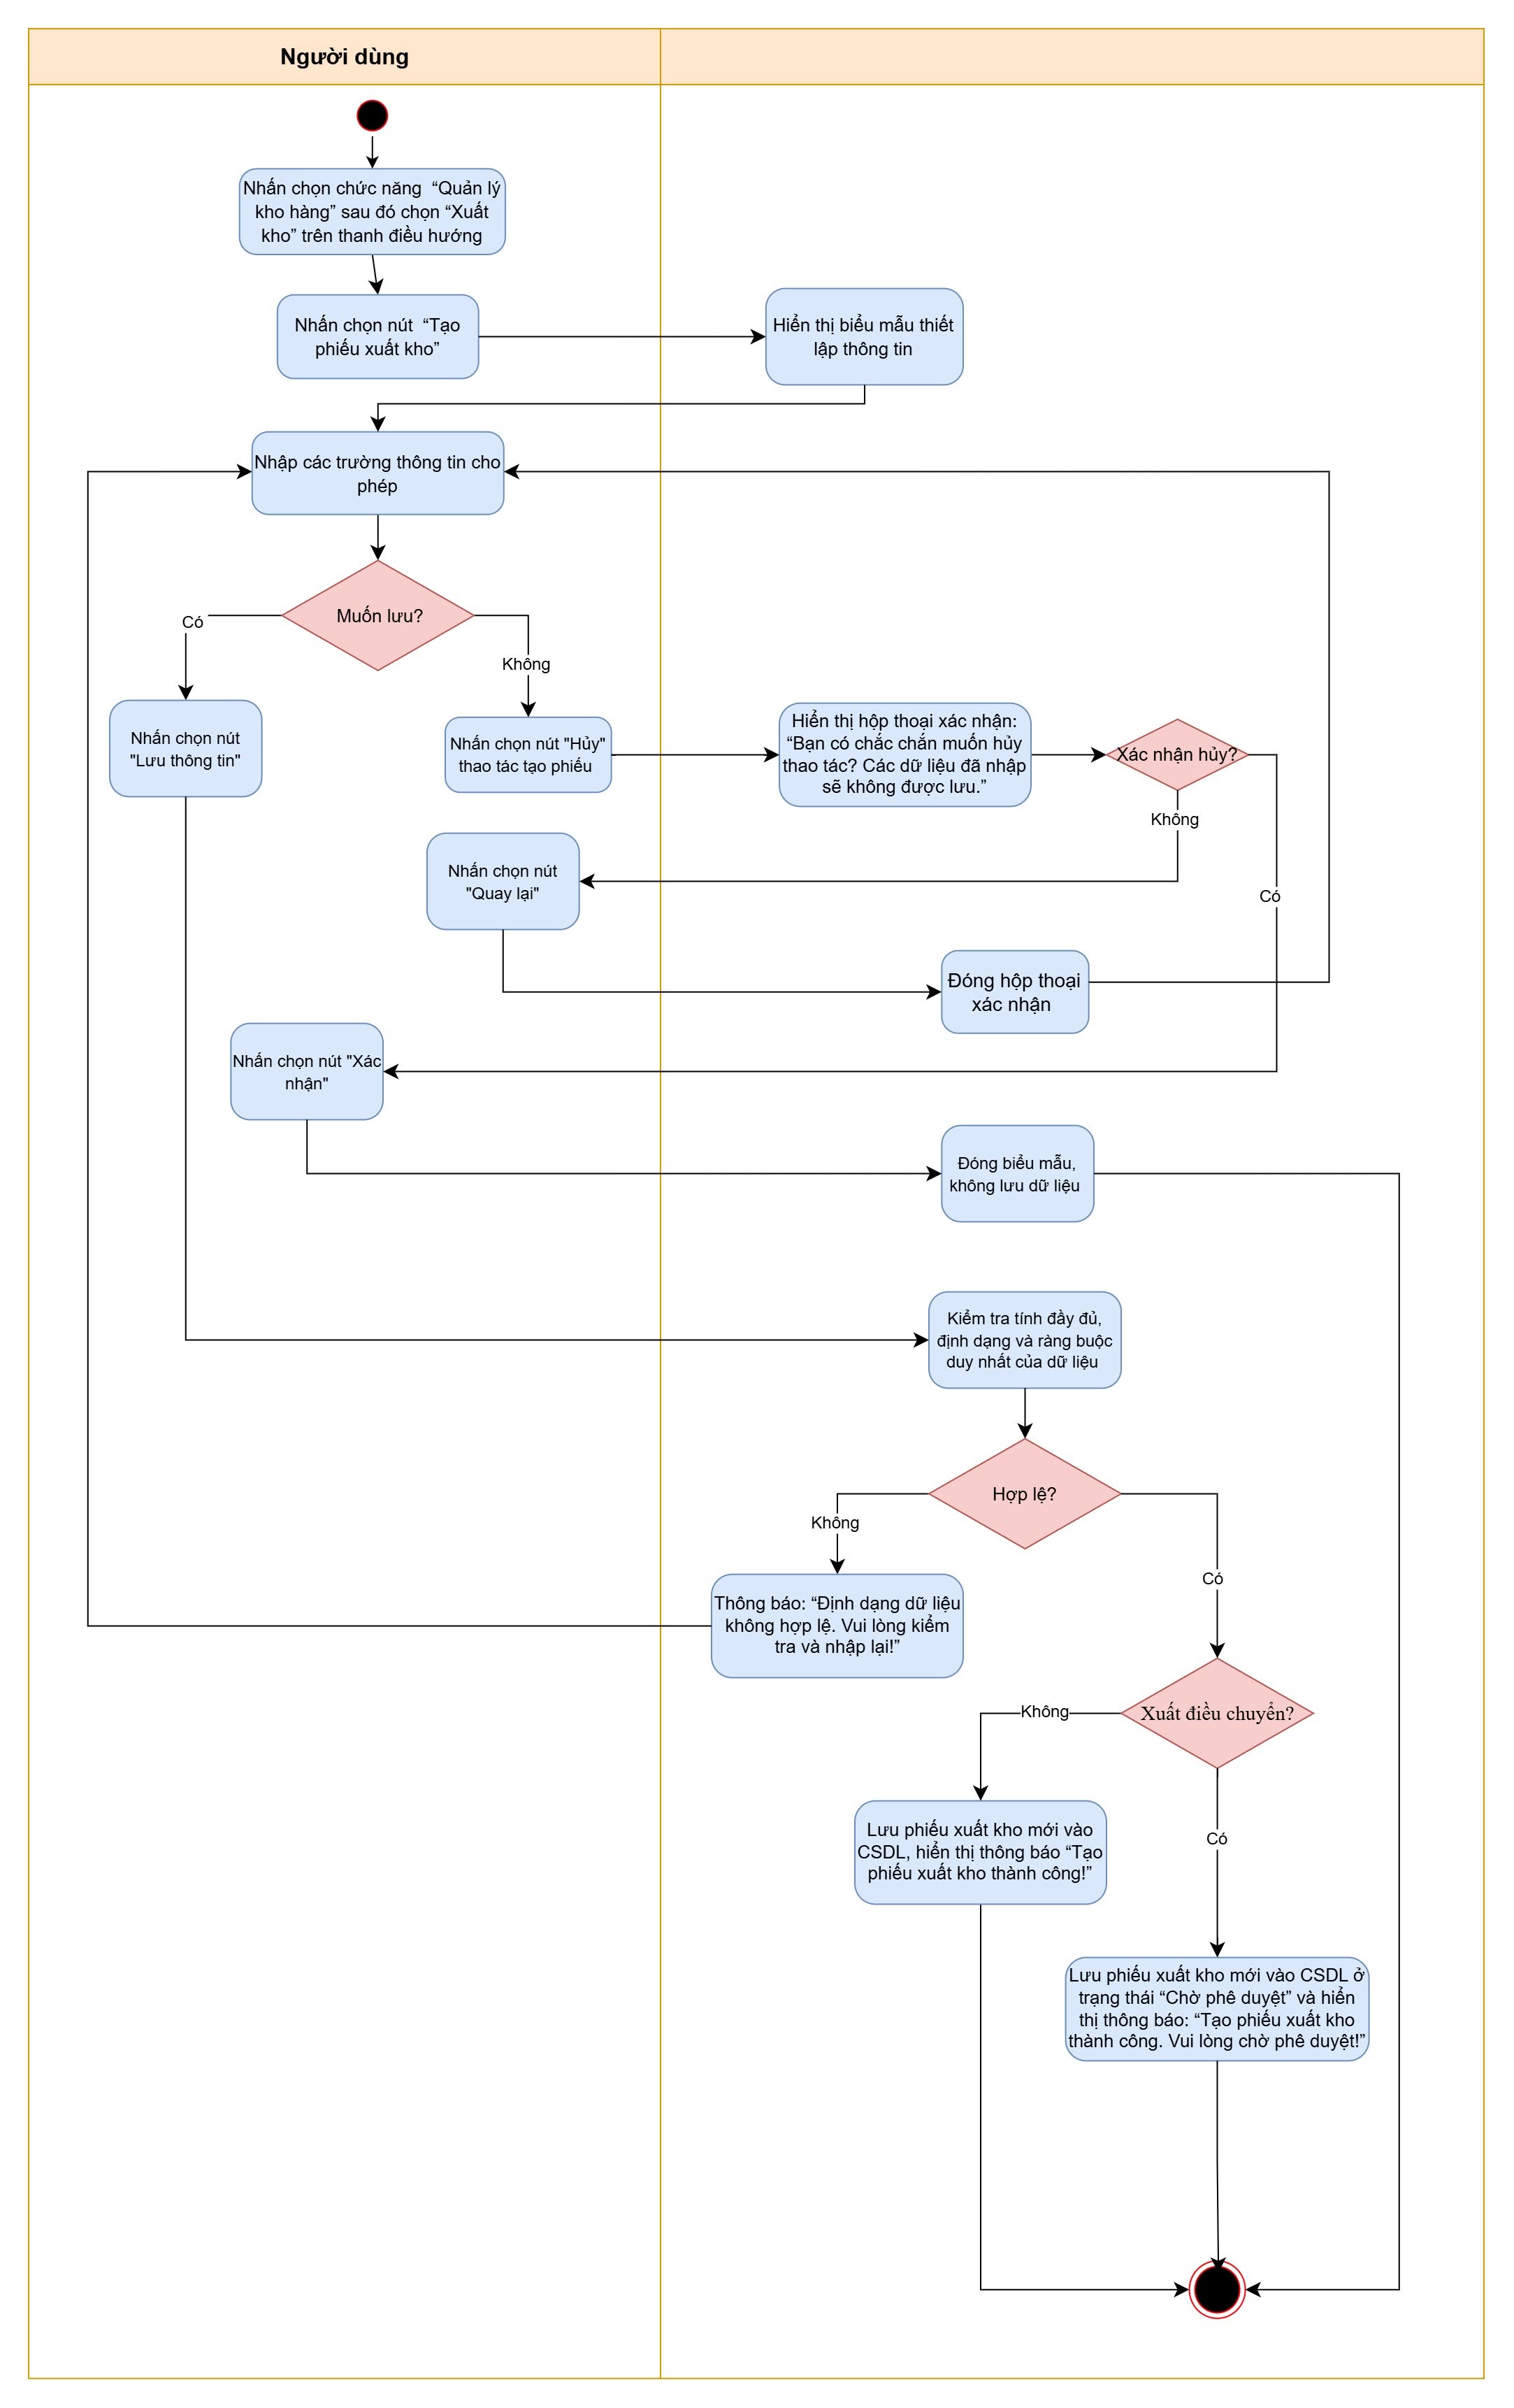 Người dùng
Nhấn chọn chức năng “Quản lý
kho hàng” sau đó chọn “Xuất
kho” trên thanh điều hướng
Nhấn chọn nút “Tạo
phiếu xuất kho”
Hiển thị biểu mẫu thiết
lập thông tin
Nhập các trường thông tin cho
phép
Muốn lưu?
Có
Không
Nhấn chọn nút
"Lưu thông tin"
Nhấn chọn nút "Hủy"
thao tác tạo phiếu
Hiển thị hộp thoại xác nhận:
“Bạn có chắc chắn muốn hủy
thao tác? Các dữ liệu đã nhập
sẽ không được lưu.”
Xác nhận hủy?
Không
Có
Nhấn chọn nút
"Quay lại"
Đóng hộp thoại
xác nhận
Nhấn chọn nút "Xác
nhận"
Đóng biểu mẫu,
không lưu dữ liệu
Kiểm tra tính đầy đủ,
định dạng và ràng buộc
duy nhất của dữ liệu
Hợp lệ?
Không
Có
Thông báo: “Định dạng dữ liệu
không hợp lệ. Vui lòng kiểm
tra và nhập lại!”
Xuất điều chuyển?
Không
Có
Lưu phiếu xuất kho mới vào
CSDL, hiển thị thông báo “Tạo
phiếu xuất kho thành công!”
Lưu phiếu xuất kho mới vào CSDL ở
trạng thái “Chờ phê duyệt” và hiển
thị thông báo: “Tạo phiếu xuất kho
thành công. Vui lòng chờ phê duyệt!”